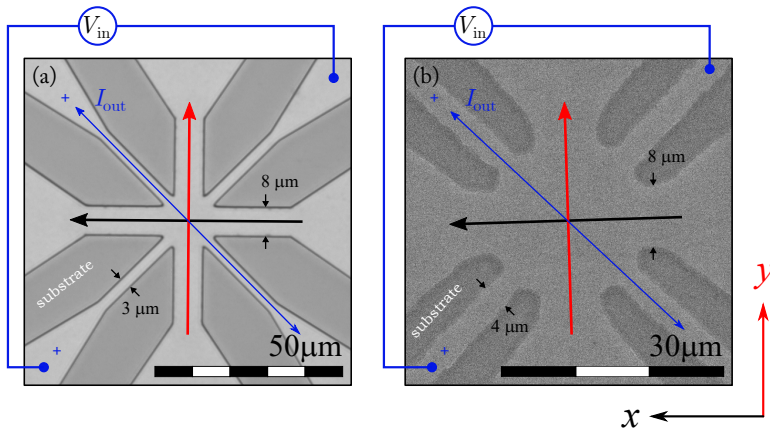 V_in
V_in
(a)
(b)
+
I_out
+
I_out
8 μm
8 μm
substrate
substrate
3 μm
4 μm
y
+
50μm
+
30μm
x